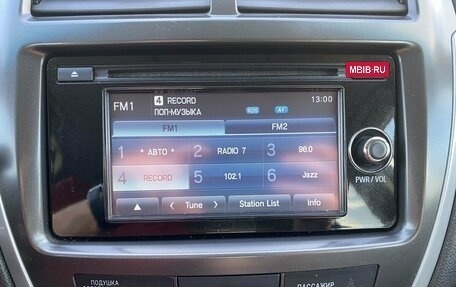 MBIB-RU
FM1
4 RECORD
ПОП-МУЗЫКА
RDS
AF
13:00
FM1
FM2
1 * АВТО *
2 RADIO 7
3 96.0
4 RECORD
5 102.1
6 Jazz
Tune
Station List
Info
PWR / VOL
ПОДУШКА
ПАССАЖИР